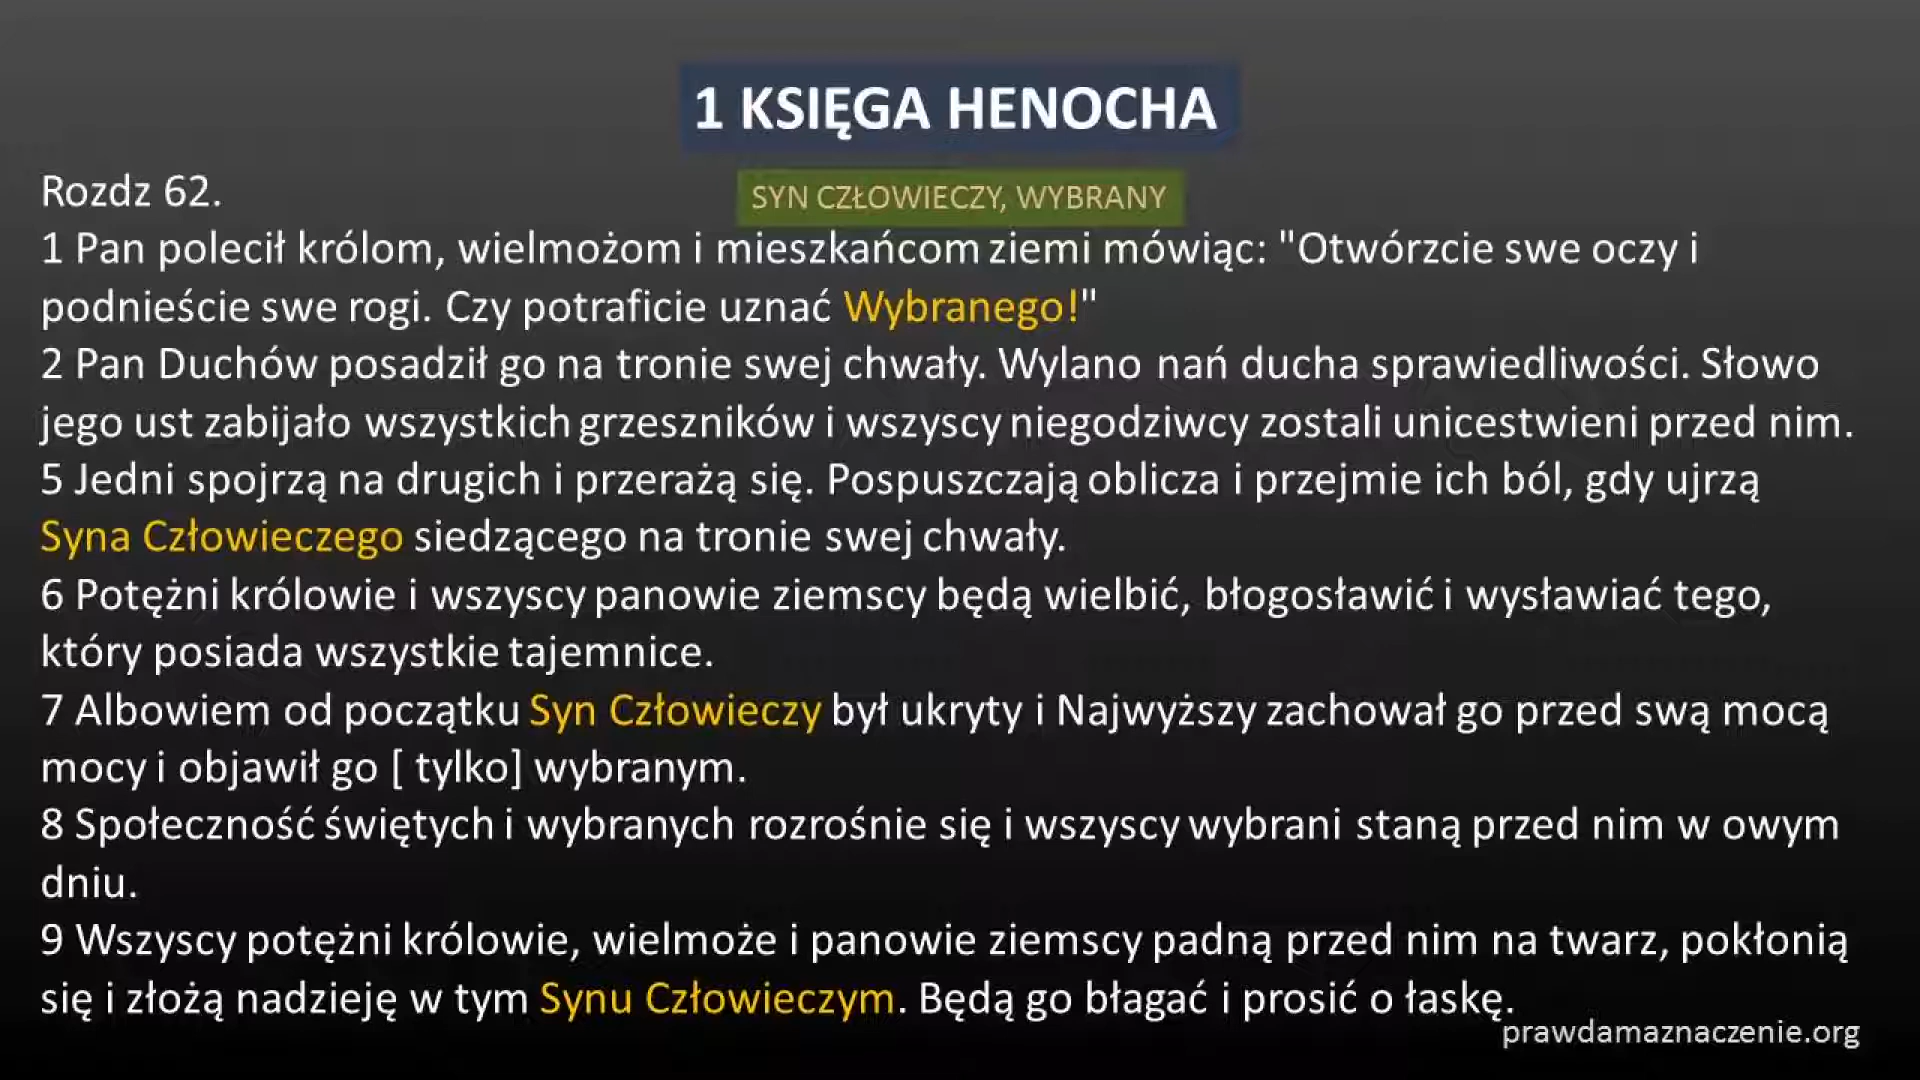 1 KSIĘGA HENOCHA
SYN CZŁOWIECZY, WYBRANY
Rozdz 62.
1 Pan polecił królom, wielmożom i mieszkańcom ziemi mówiąc: "Otwórzcie swe oczy i
podnieście swe rogi. Czy potraficie uznać Wybranego!"
2 Pan Duchów posadził go na tronie swej chwały. Wylano nań ducha sprawiedliwości. Słowo
jego ust zabijało wszystkich grzeszników i wszyscy niegodziwcy zostali unicestwieni przed nim.
5 Jedni spojrzą na drugich i przerażą się. Pospuszczają oblicza i przejmie ich ból, gdy ujrzą
Syna Człowieczego siedzącego na tronie swej chwały.
6 Potężni królowie i wszyscy panowie ziemscy będą wielbić, błogosławić i wysławiać tego,
który posiada wszystkie tajemnice.
7 Albowiem od początku Syn Człowieczy był ukryty i Najwyższy zachował go przed swą mocą
mocy i objawił go [ tylko] wybranym.
8 Społeczność świętych i wybranych rozrośnie się i wszyscy wybrani staną przed nim w owym
dniu.
9 Wszyscy potężni królowie, wielmoże i panowie ziemscy padną przed nim na twarz, pokłonią
się i złożą nadzieję w tym Synu Człowieczym. Będą go błagać i prosić o łaskę.
prawdamaznaczenie.org